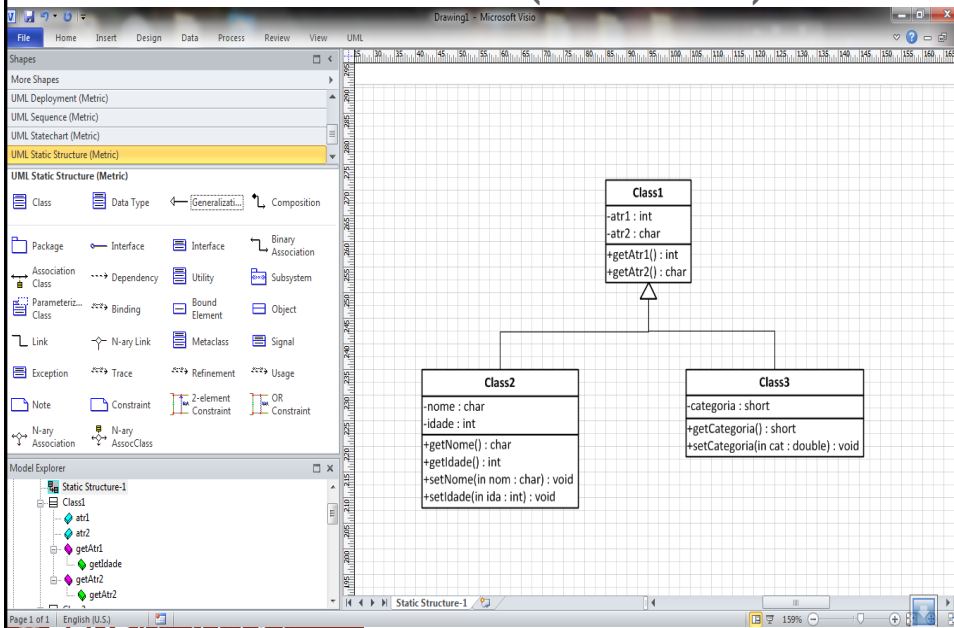 Drawing1 - Microsoft Visio
File Home Insert Design Data Process Review View UML
Shapes
More Shapes
UML Deployment (Metric)
UML Sequence (Metric)
UML Statechart (Metric)
UML Static Structure (Metric)
UML Static Structure (Metric)
Class
Data Type
Generalizati...
Composition
Package
Interface
Interface
Binary
Association
Association
Class
Dependency
Utility
Subsystem
Parameteriz...
Class
Binding
Bound
Element
Object
Link
N-ary Link
Metaclass
Signal
Exception
Trace
Refinement
Usage
Note
Constraint
2-element
Constraint
OR
Constraint
N-ary
Association
N-ary
AssocClass
Model Explorer
Static Structure-1
Class1
atr1
atr2
getAtr1
getIdade
getAtr2
getAtr2
Class1
-atr1 : int
-atr2 : char
+getAtr1() : int
+getAtr2() : char
Class2
-nome : char
-idade : int
+getNome() : char
+getIdade() : int
+setNome(in nom : char) : void
+setIdade(in ida : int) : void
Class3
-categoria : short
+getCategoria() : short
+setCategoria(in cat : double) : void
Static Structure-1
Page 1 of 1 English (U.S.) 159%